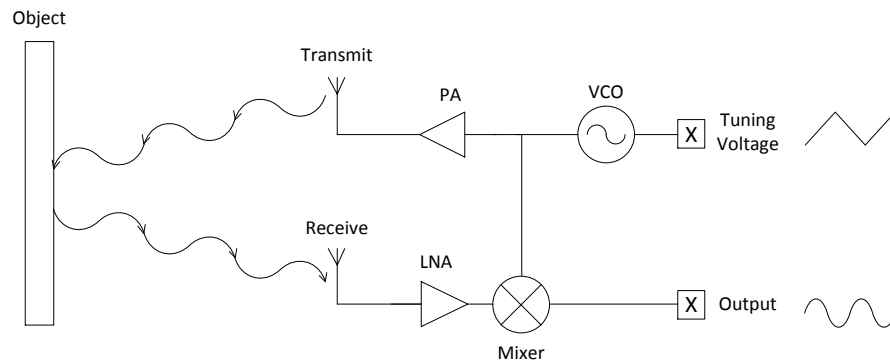 Object
Transmit
PA
VCO
X
Tuning
Voltage
Receive
LNA
Mixer
X
Output